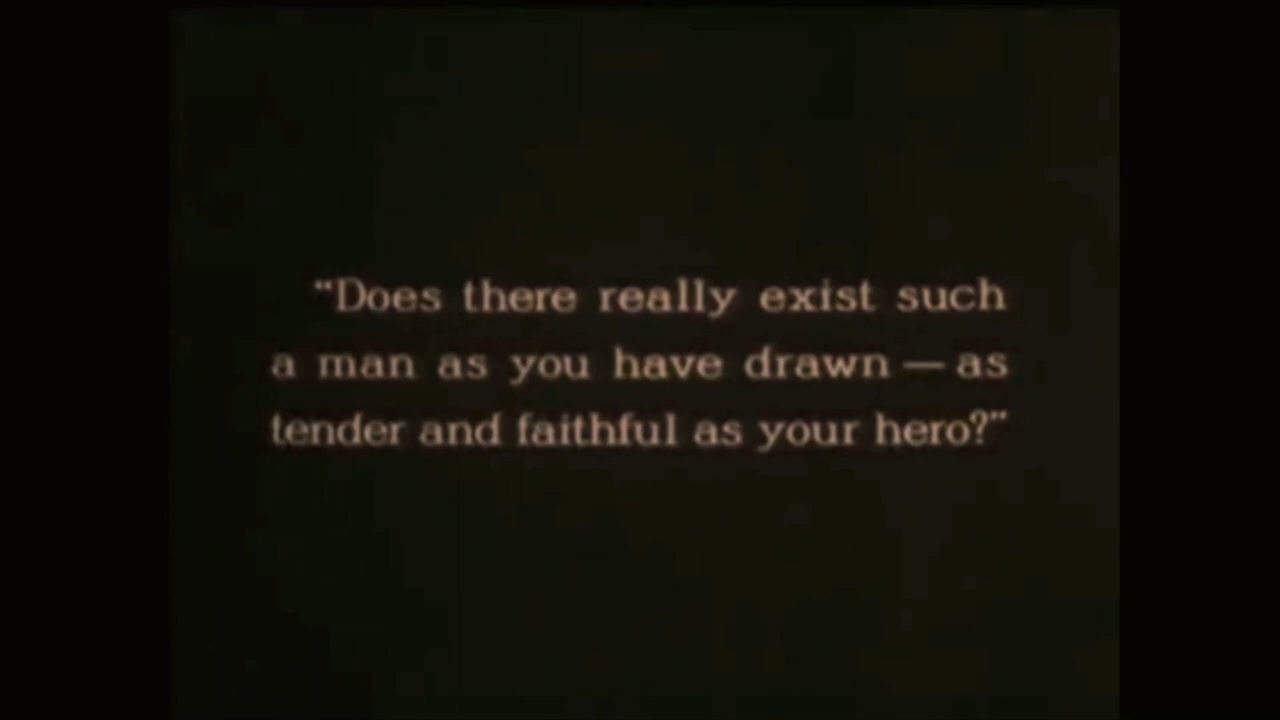 “Does there really exist such
a man as you have drawn — as
tender and faithful as your hero?”